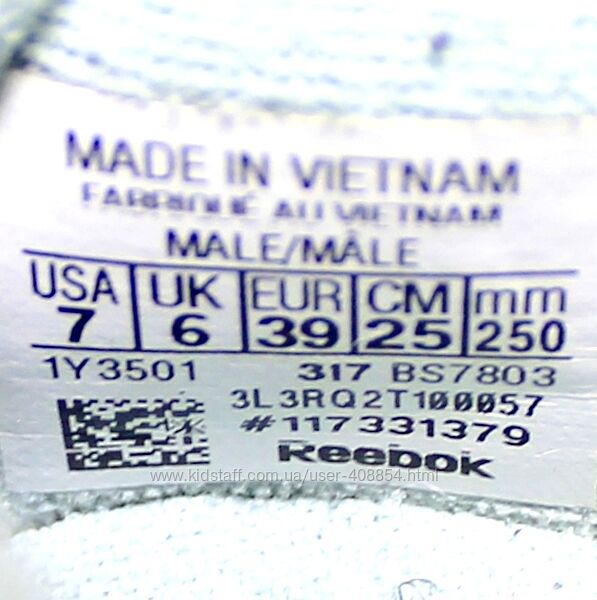 MADE IN VIETNAM
FABRIQUÉ AU VIETNAM
MALE/MÂLE
USA UK EUR CM mm
7 6 39 25 250
1Y3501 317 BS7803
3L3RQ2T100057
#117331379
Reebok
www.kidstaff.com.ua/user-408854.html